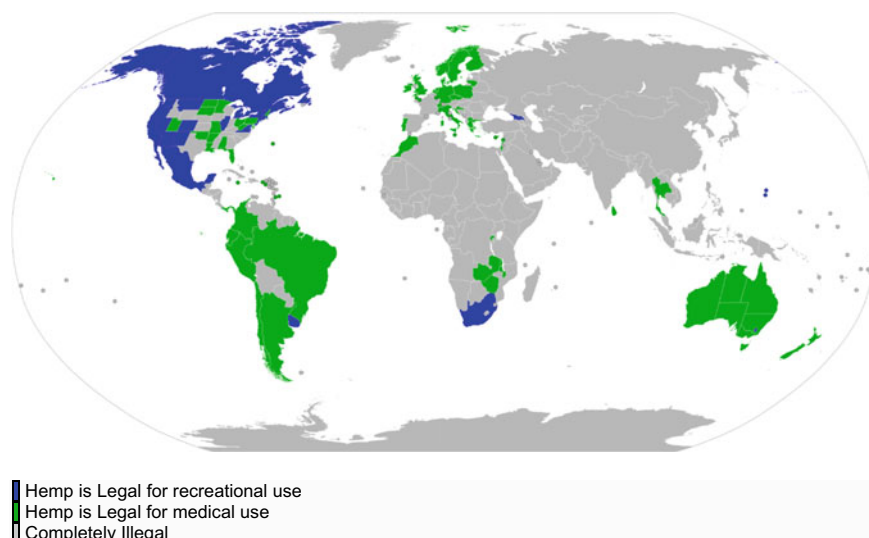 Hemp is Legal for recreational use
Hemp is Legal for medical use
Completely Illegal